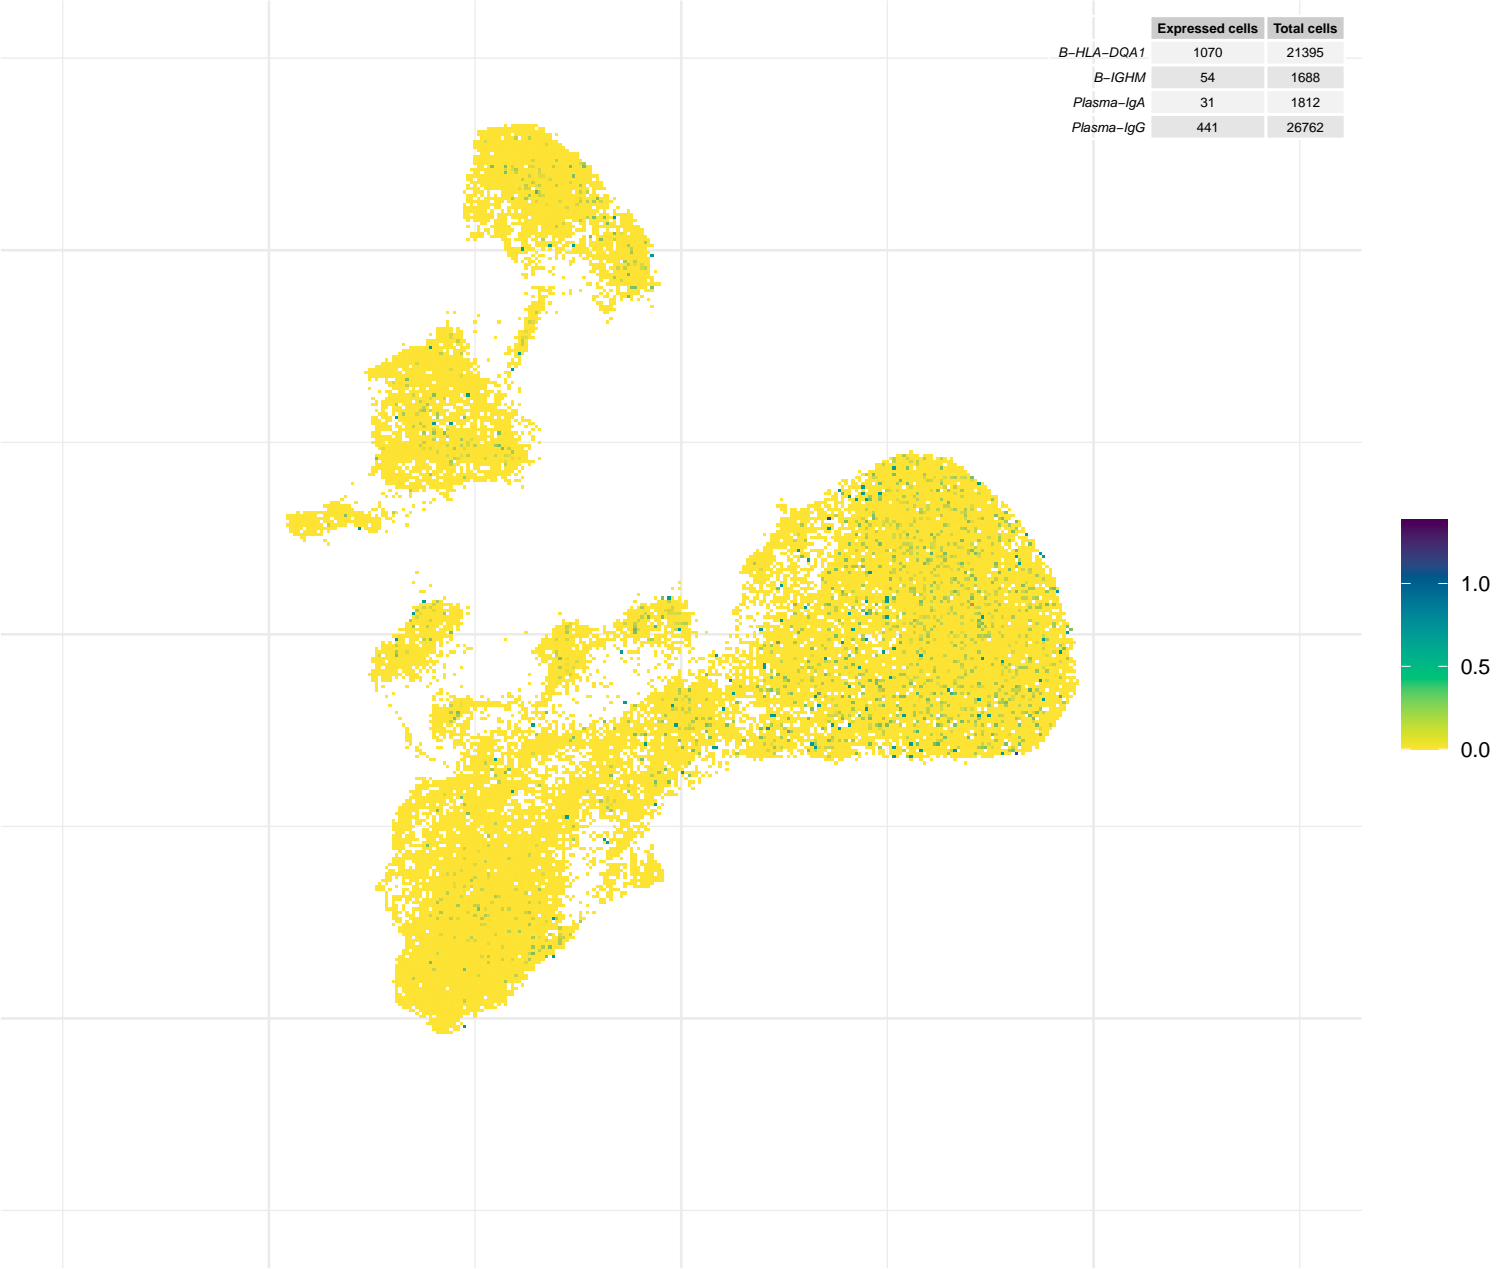 Expressed cells Total cells
B−HLA−DQA1 1070 21395
B−IGHM 54 1688
Plasma−IgA 31 1812
Plasma−IgG 441 26762
1.0
0.5
0.0